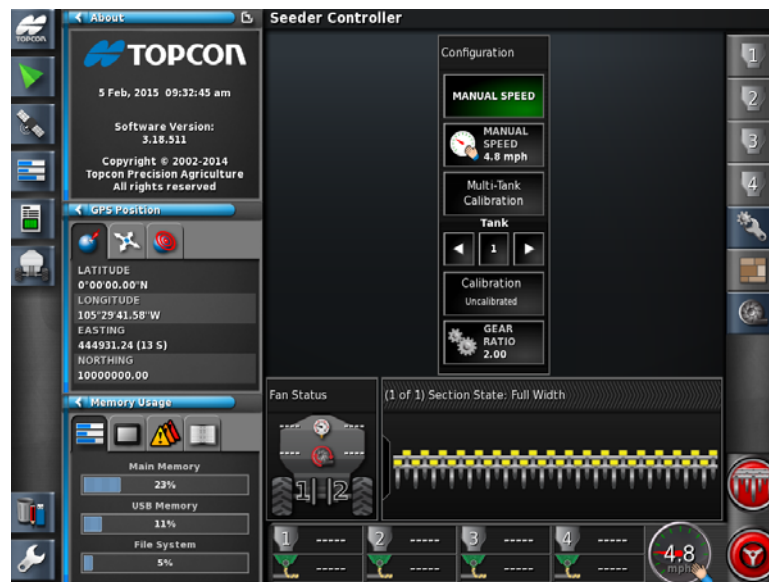 TOPCON
About
TOPCON
5 Feb, 2015 09:32:45 am
Software Version:
3.18.511
Copyright © 2002-2014
Topcon Precision Agriculture
All rights reserved
GPS Position
LATITUDE
0°00'00.00"N
LONGITUDE
105°29'41.58"W
EASTING
444931.24 (13 S)
NORTHING
10000000.00
Memory Usage
Main Memory
23%
USB Memory
11%
File System
5%
Seeder Controller
Configuration
MANUAL SPEED
MANUAL
SPEED
4.8 mph
Multi-Tank
Calibration
Tank
1
Calibration
Uncalibrated
GEAR
RATIO
2.00
Fan Status
---- ----
---- ----
1 2
(1 of 1) Section State: Full Width
1 ----- 2 ----- 3 ----- 4 -----
----- ----- ----- -----
4.8
mph
1
2
3
4